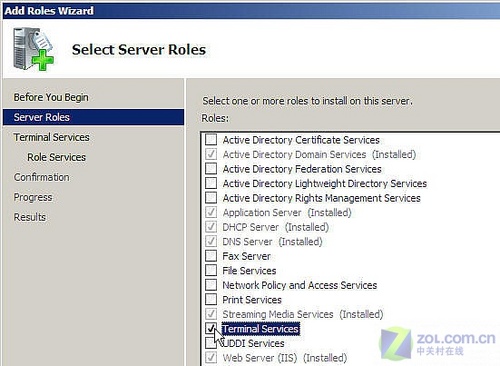 Add Roles Wizard
Select Server Roles
Before You Begin
Server Roles
Terminal Services
Role Services
Confirmation
Progress
Results
Select one or more roles to install on this server.
Roles:
Active Directory Certificate Services
Active Directory Domain Services (Installed)
Active Directory Federation Services
Active Directory Lightweight Directory Services
Active Directory Rights Management Services
Application Server (Installed)
DHCP Server (Installed)
DNS Server (Installed)
Fax Server
File Services
Network Policy and Access Services
Print Services
Streaming Media Services (Installed)
Terminal Services
UDDI Services
Web Server (IIS) (Installed)
Z
ZOL.com.cn
中关村在线